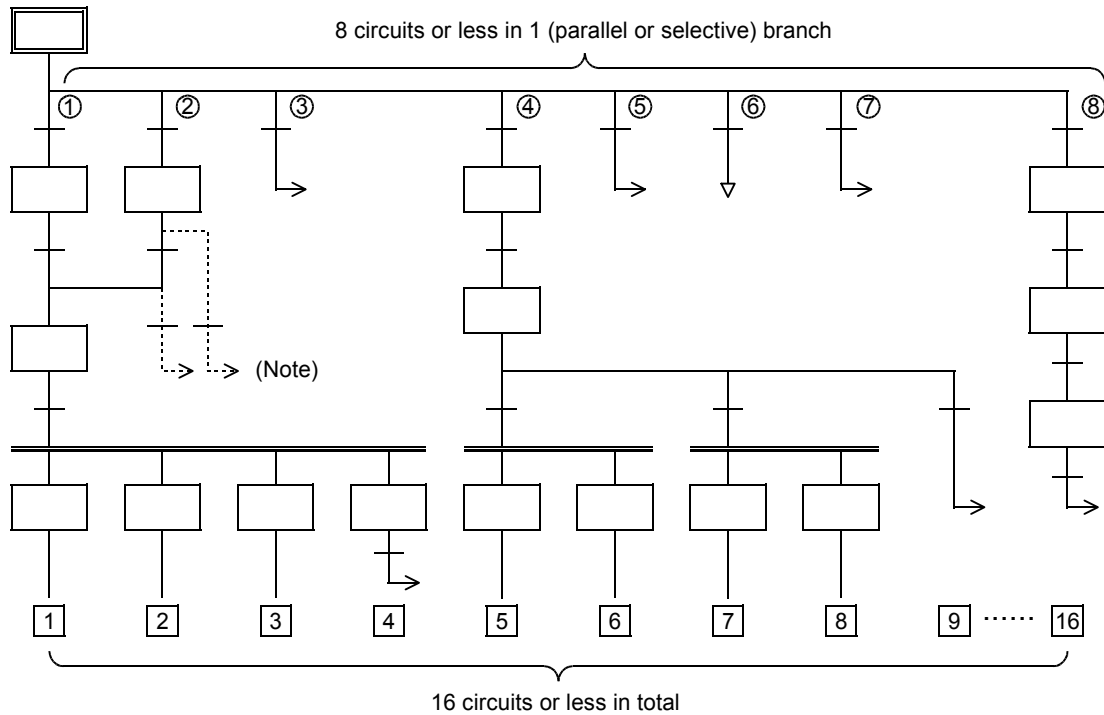 8 circuits or less in 1 (parallel or selective) branch
① ② ③ ④ ⑤ ⑥ ⑦ ⑧
(Note)
1 2 3 4 5 6 7 8 9 ...... 16
16 circuits or less in total